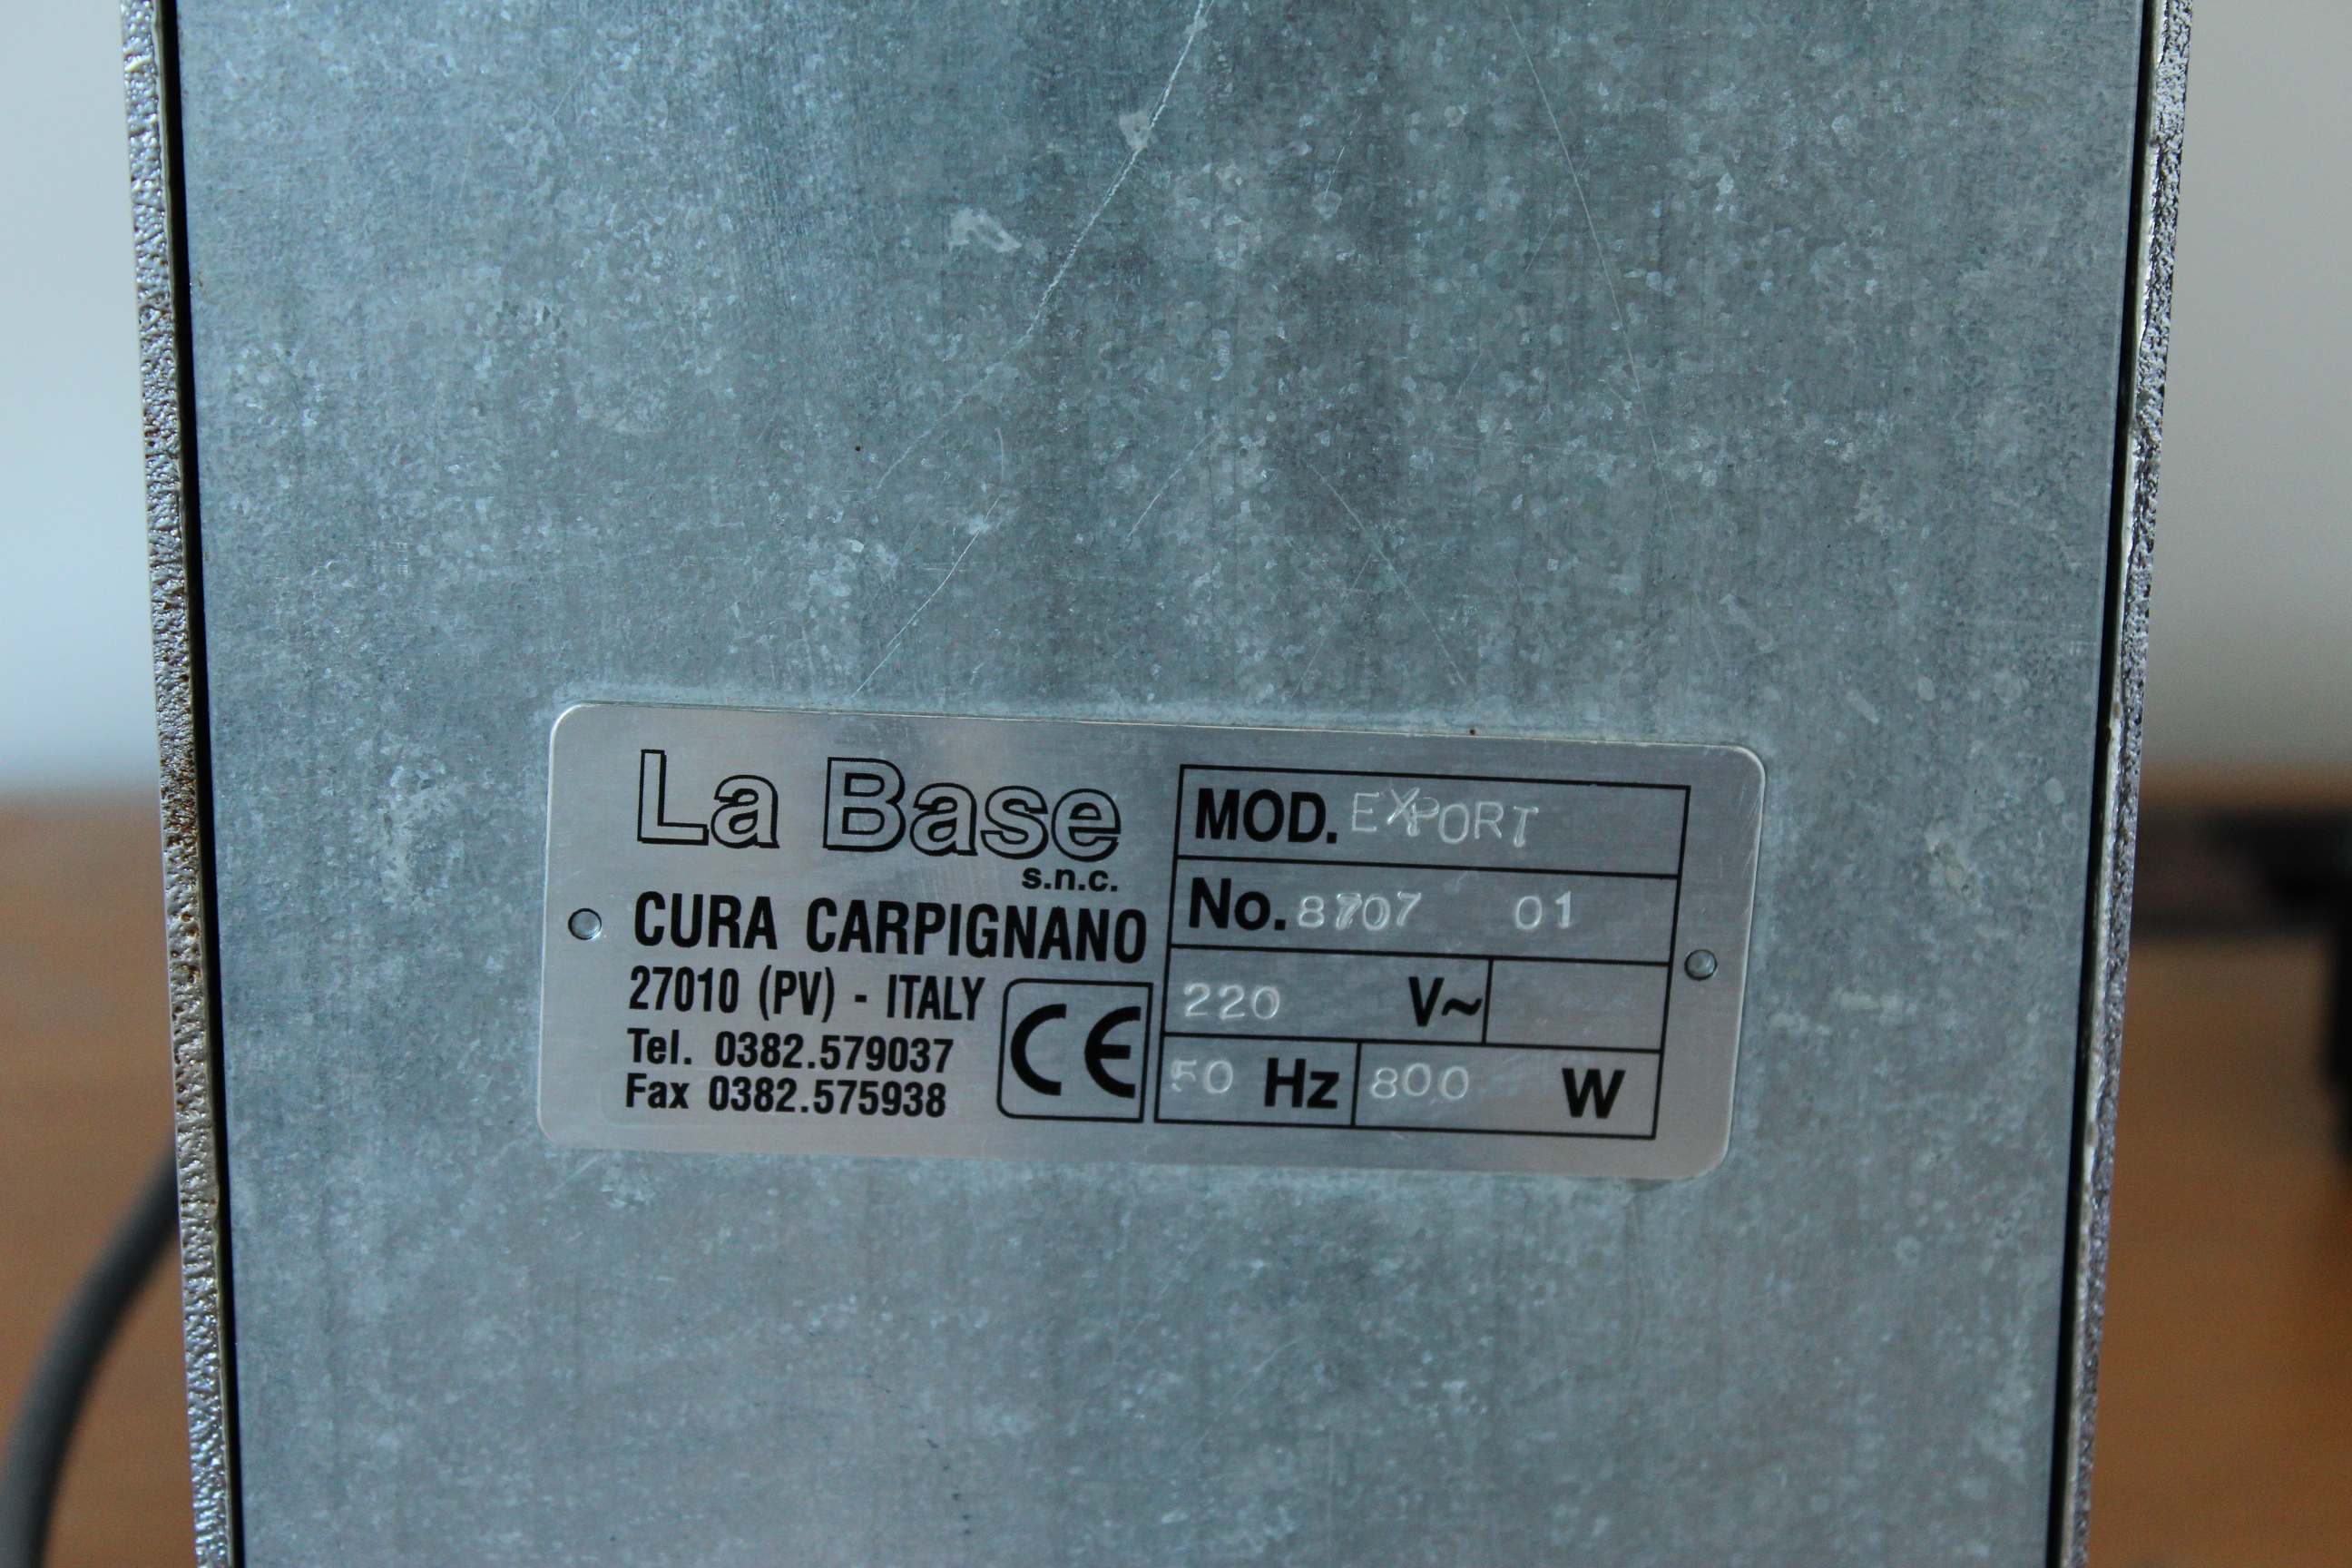 La Base
s.n.c.
CURA CARPIGNANO
27010 (PV) - ITALY
Tel. 0382.579037
Fax 0382.575938
CE
MOD. EXPORT
No. 8707 01
220 V~
50 Hz 800 W